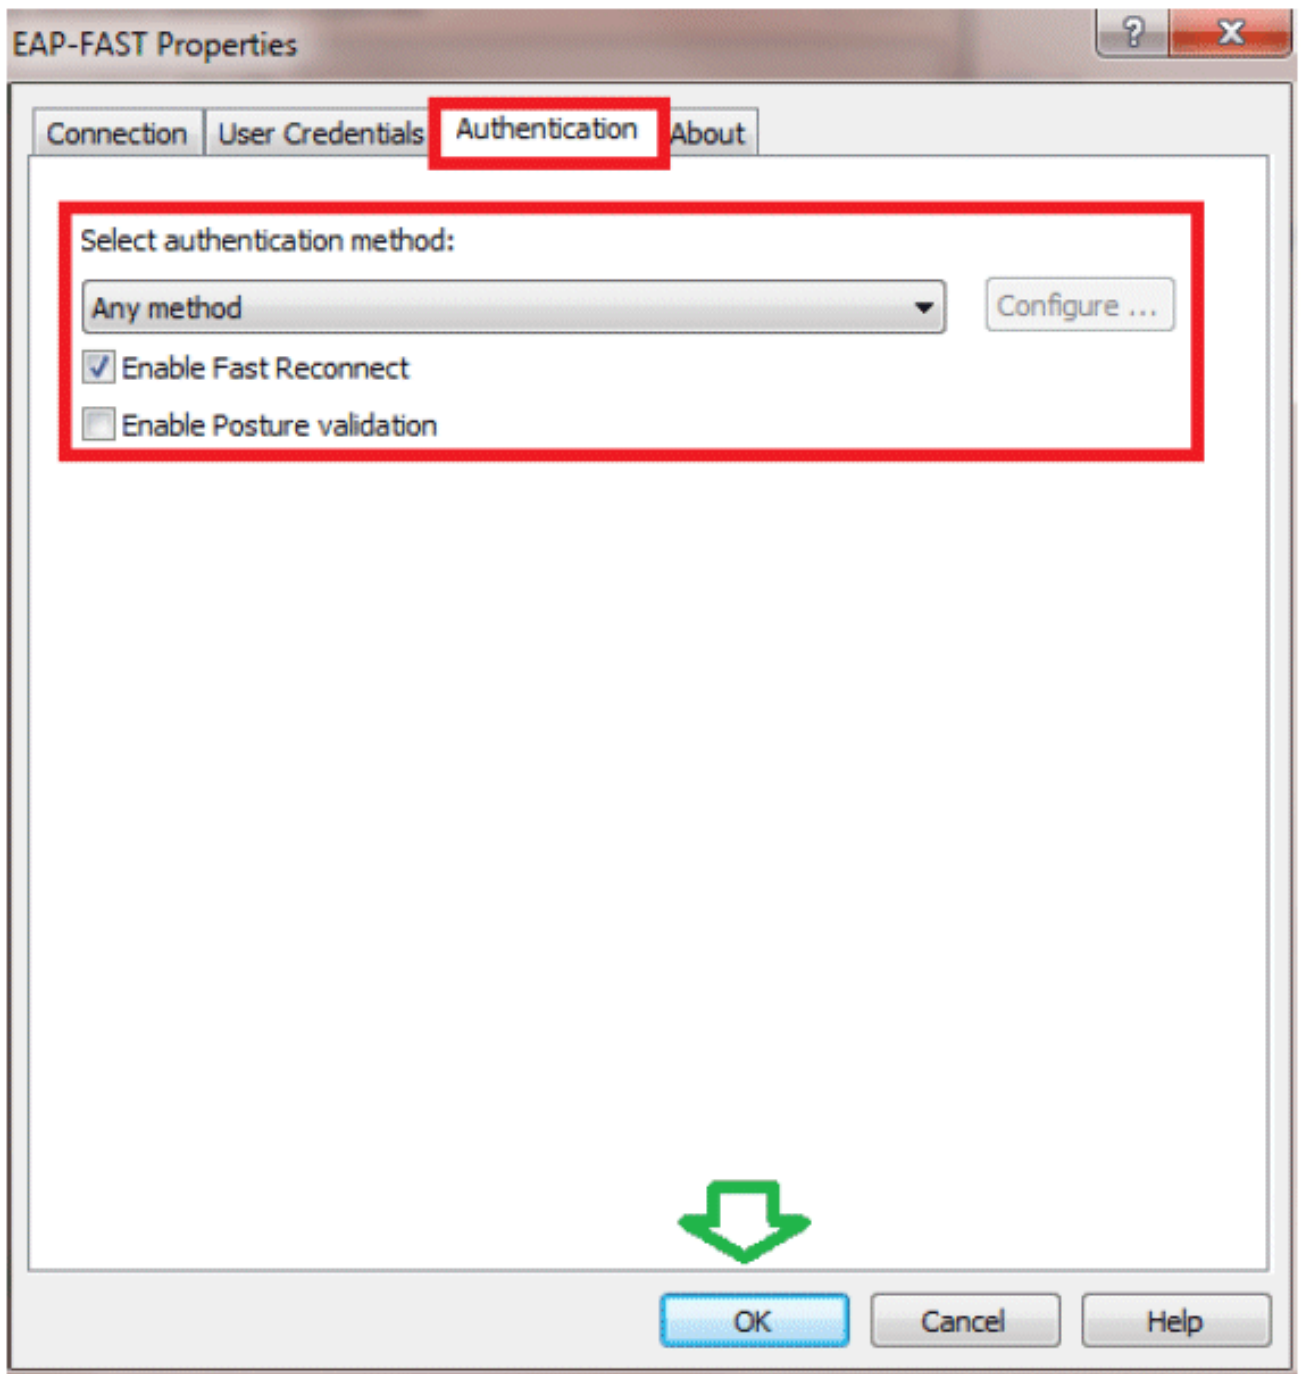 EAP-FAST Properties
?
X
Connection
User Credentials
Authentication
About
Select authentication method:
Any method
Configure ...
Enable Fast Reconnect
Enable Posture validation
OK
Cancel
Help